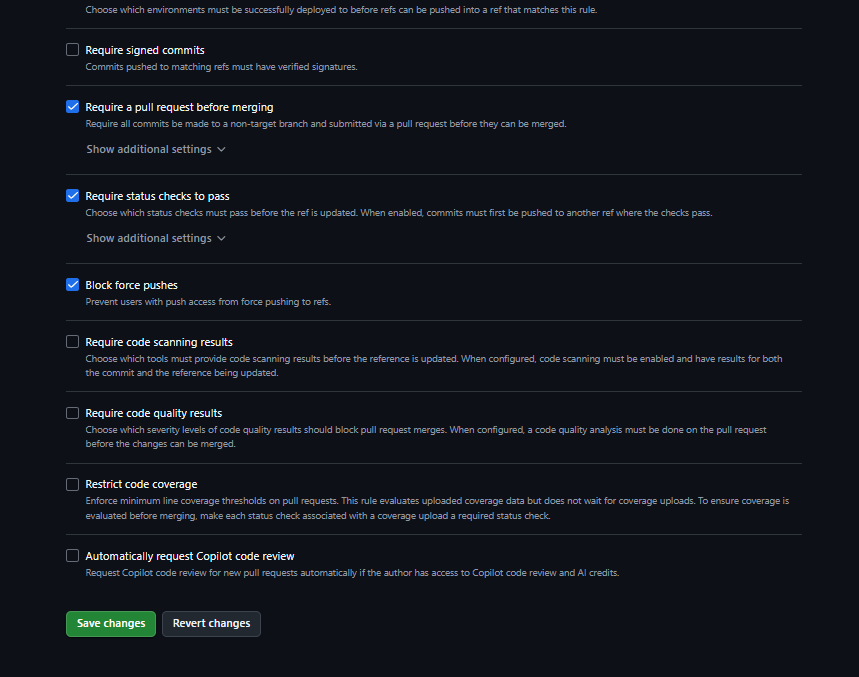 Choose which environments must be successfully deployed to before refs can be pushed into a ref that matches this rule.
Require signed commits
Commits pushed to matching refs must have verified signatures.
Require a pull request before merging
Require all commits be made to a non-target branch and submitted via a pull request before they can be merged.
Show additional settings
Require status checks to pass
Choose which status checks must pass before the ref is updated. When enabled, commits must first be pushed to another ref where the checks pass.
Show additional settings
Block force pushes
Prevent users with push access from force pushing to refs.
Require code scanning results
Choose which tools must provide code scanning results before the reference is updated. When configured, code scanning must be enabled and have results for both
the commit and the reference being updated.
Require code quality results
Choose which severity levels of code quality results should block pull request merges. When configured, a code quality analysis must be done on the pull request
before the changes can be merged.
Restrict code coverage
Enforce minimum line coverage thresholds on pull requests. This rule evaluates uploaded coverage data but does not wait for coverage uploads. To ensure coverage is
evaluated before merging, make each status check associated with a coverage upload a required status check.
Automatically request Copilot code review
Request Copilot code review for new pull requests automatically if the author has access to Copilot code review and AI credits.
Save changes
Revert changes